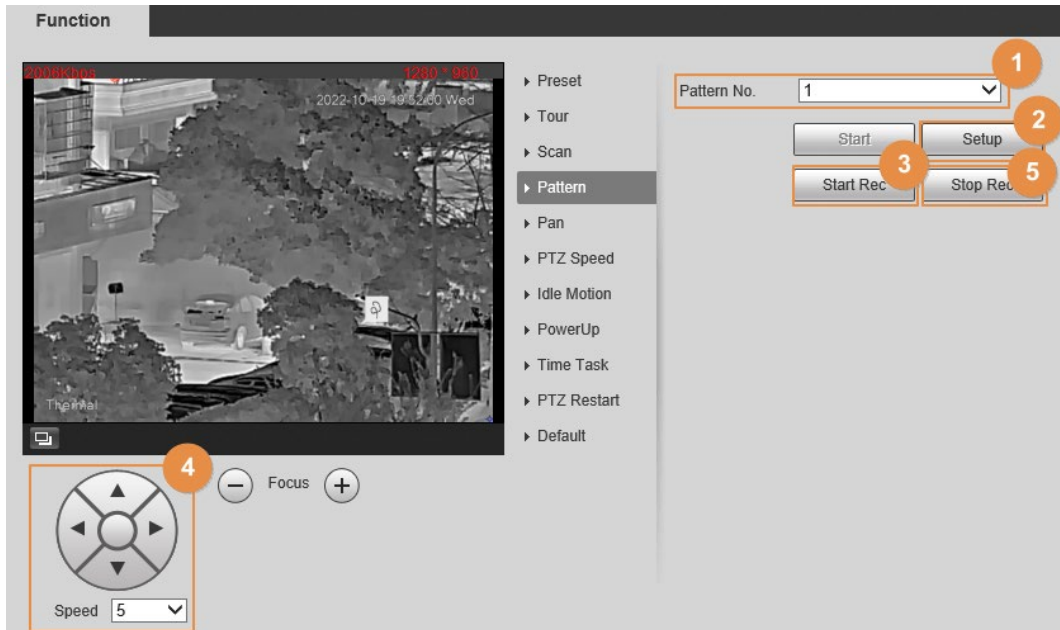 Function
2006Kbps
1280 * 960
2022-10-19 19:52:00 Wed
Thermal
Preset
Tour
Scan
Pattern
Pan
PTZ Speed
Idle Motion
PowerUp
Time Task
PTZ Restart
Default
Pattern No.
1
1
Start
Setup
2
Start Rec
3
Stop Rec
5
4
Focus
Speed
5